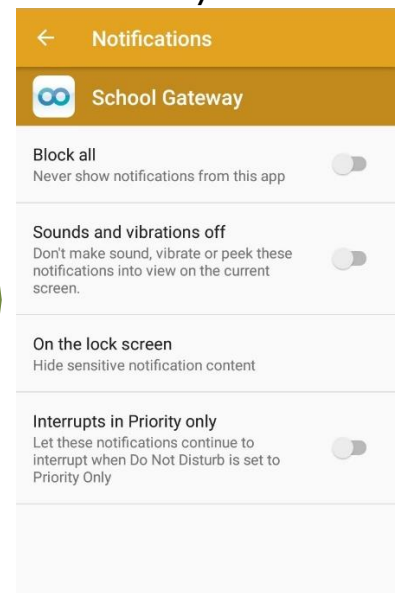 Notifications
School Gateway
Block all
Never show notifications from this app
Sounds and vibrations off
Don't make sound, vibrate or peek these
notifications into view on the current
screen.
On the lock screen
Hide sensitive notification content
Interrupts in Priority only
Let these notifications continue to
interrupt when Do Not Disturb is set to
Priority Only